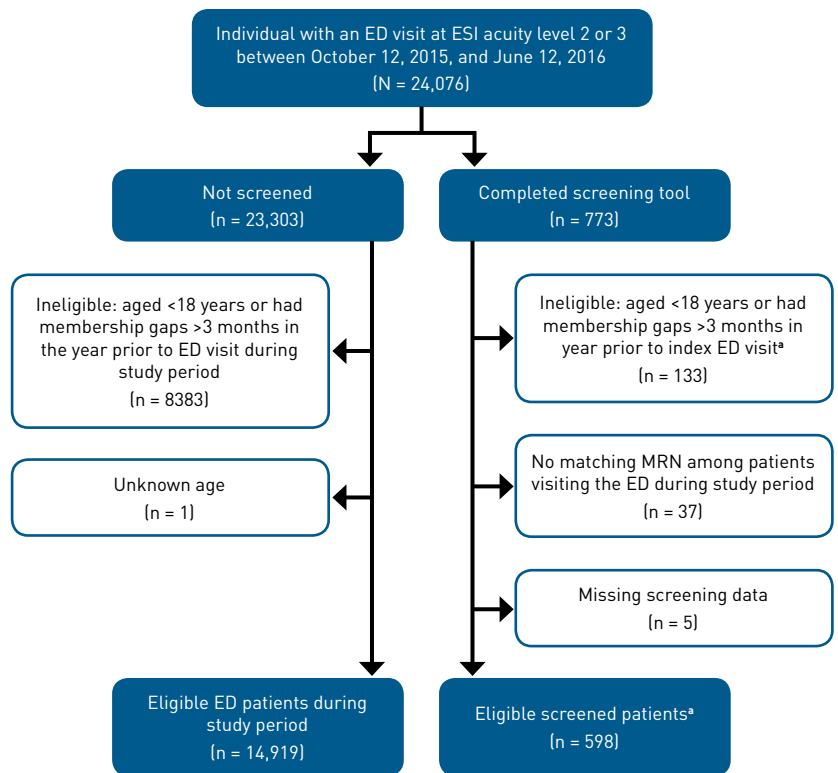 Individual with an ED visit at ESI acuity level 2 or 3
between October 12, 2015, and June 12, 2016
(N = 24,076)
Not screened
(n = 23,303)
Completed screening tool
(n = 773)
Ineligible: aged <18 years or had
membership gaps >3 months in
the year prior to ED visit during
study period
(n = 8383)
Ineligible: aged <18 years or had
membership gaps >3 months in
year prior to index ED visitª
(n = 133)
Unknown age
(n = 1)
No matching MRN among patients
visiting the ED during study period
(n = 37)
Missing screening data
(n = 5)
Eligible ED patients during
study period
(n = 14,919)
Eligible screened patientsª
(n = 598)